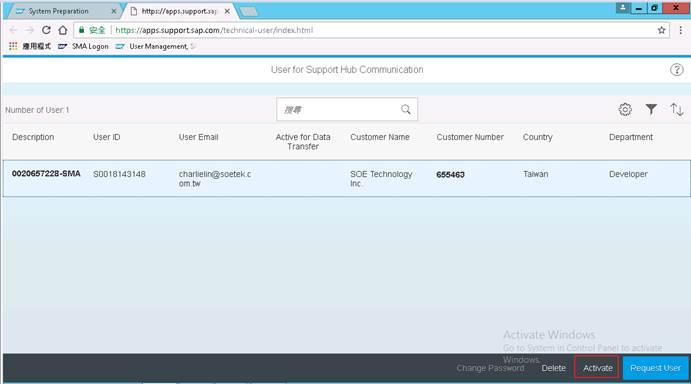 System Preparation
https://apps.support.sap
安全 | https://apps.support.sap.com/technical-user/index.html
應用程式 SMA Logon User Management, S
User for Support Hub Communication
Number of User:1
搜尋
Description User ID User Email Active for Data Transfer Customer Name Customer Number Country Department
0020657228-SMA S0018143148 charlielin@soetek.com.tw SOE Technology Inc. 655463 Taiwan Developer
Activate Windows
Go to System in Control Panel to activate
Windows.
Change Password Delete Activate Request User